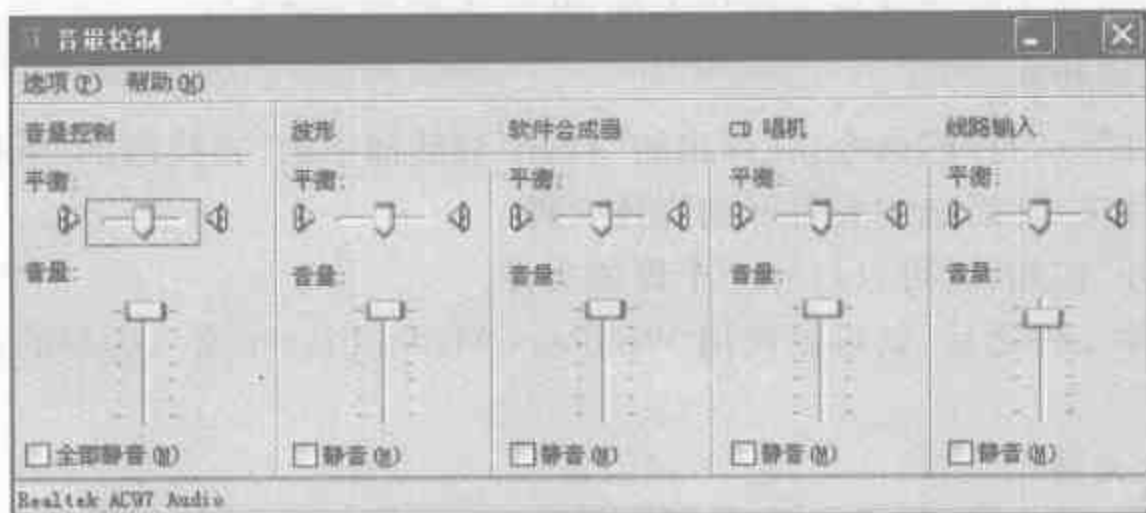 音量控制
选项(P) 帮助(H)
音量控制 波形 软件合成器 CD 唱机 线路输入
平衡: 平衡: 平衡: 平衡: 平衡:
音量: 音量: 音量: 音量: 音量:
全部静音(M) 静音(M) 静音(M) 静音(M) 静音(M)
Realtek AC97 Audio